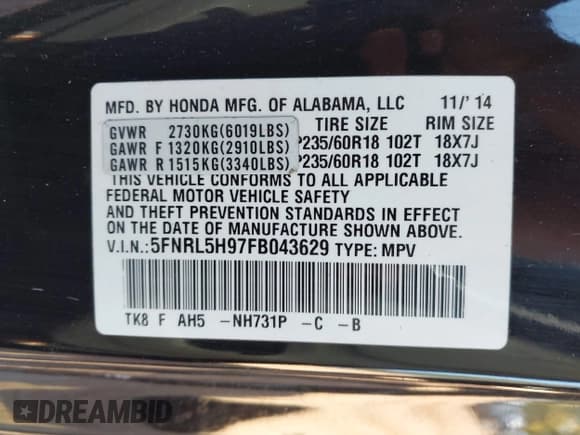 MFD. BY HONDA MFG. OF ALABAMA, LLC 11/' 14
TIRE SIZE RIM SIZE
GVWR 2730KG(6019LBS)
GAWR F 1320KG(2910LBS) P235/60R18 102T 18X7J
GAWR R 1515KG(3340LBS) P235/60R18 102T 18X7J
THIS VEHICLE CONFORMS TO ALL APPLICABLE
FEDERAL MOTOR VEHICLE SAFETY
AND THEFT PREVENTION STANDARDS IN EFFECT
ON THE DATE OF MANUFACTURE SHOWN ABOVE.
V.I.N.:5FNRL5H97FB043629 TYPE: MPV
TK8 F AH5 -NH731P -C -B
DREAMBID